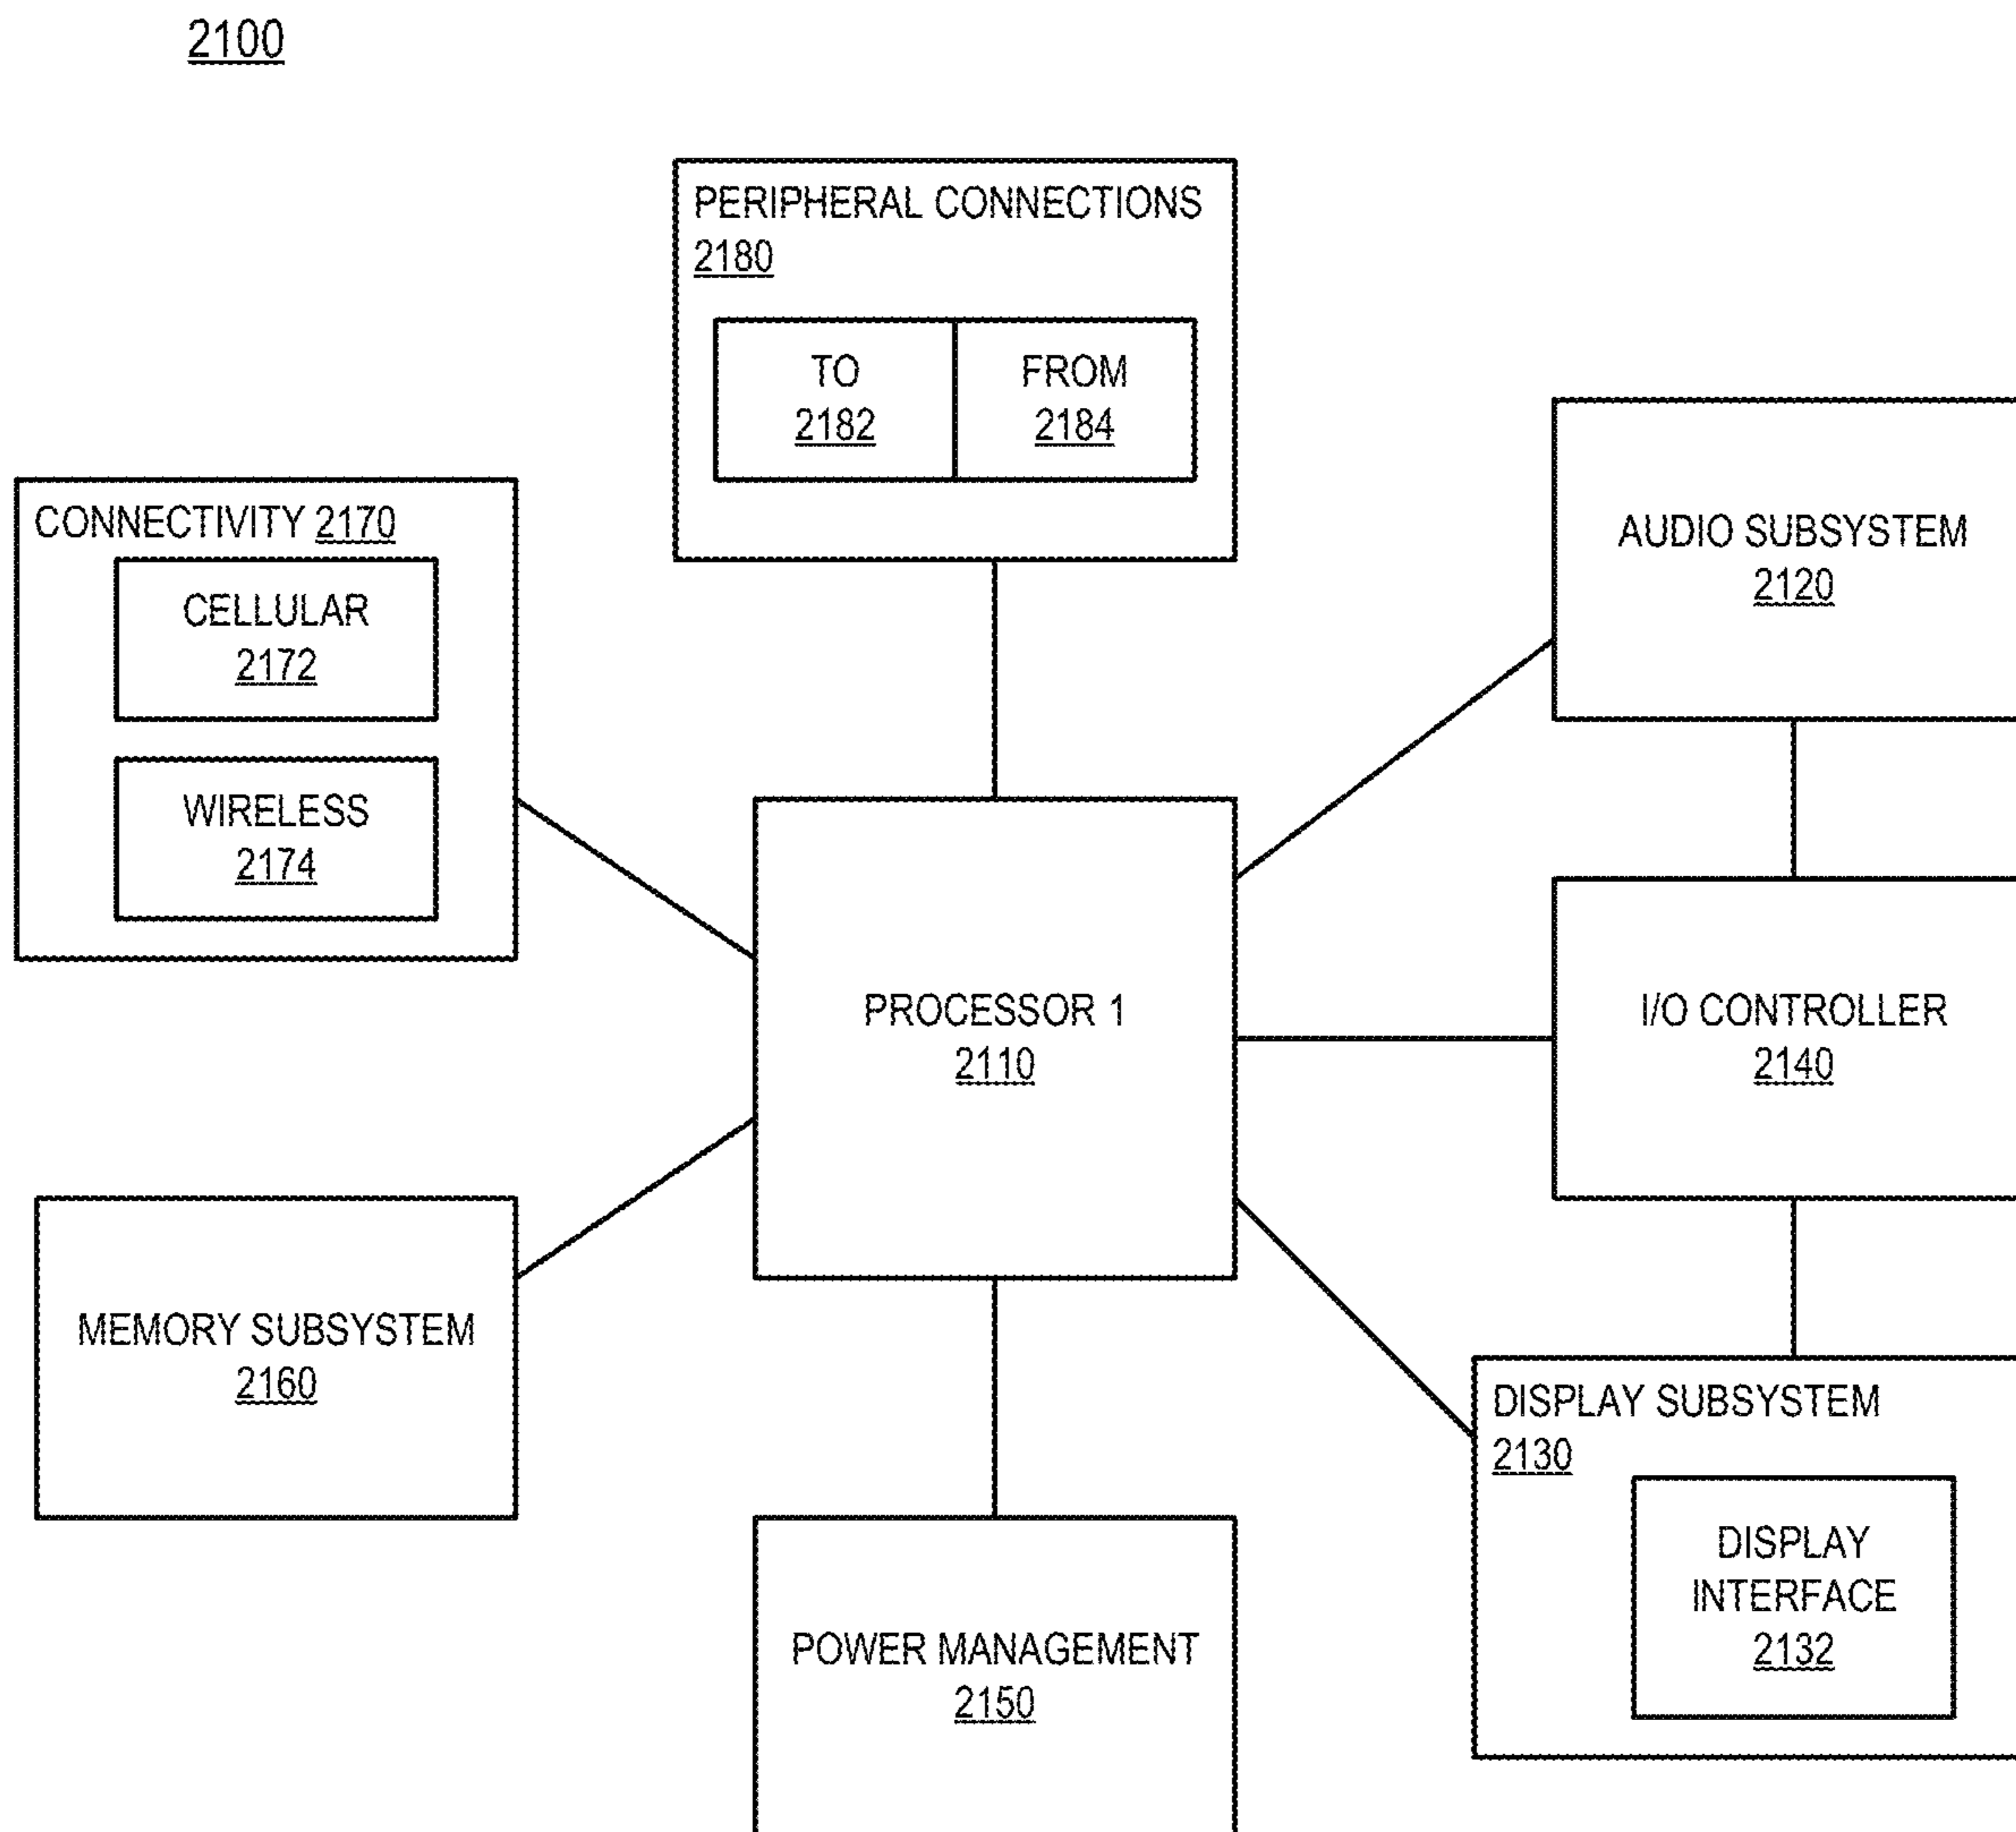 2100
PERIPHERAL CONNECTIONS
2180
TO
2182
FROM
2184
CONNECTIVITY 2170
CELLULAR
2172
WIRELESS
2174
AUDIO SUBSYSTEM
2120
PROCESSOR 1
2110
I/O CONTROLLER
2140
MEMORY SUBSYSTEM
2160
DISPLAY SUBSYSTEM
2130
DISPLAY
INTERFACE
2132
POWER MANAGEMENT
2150